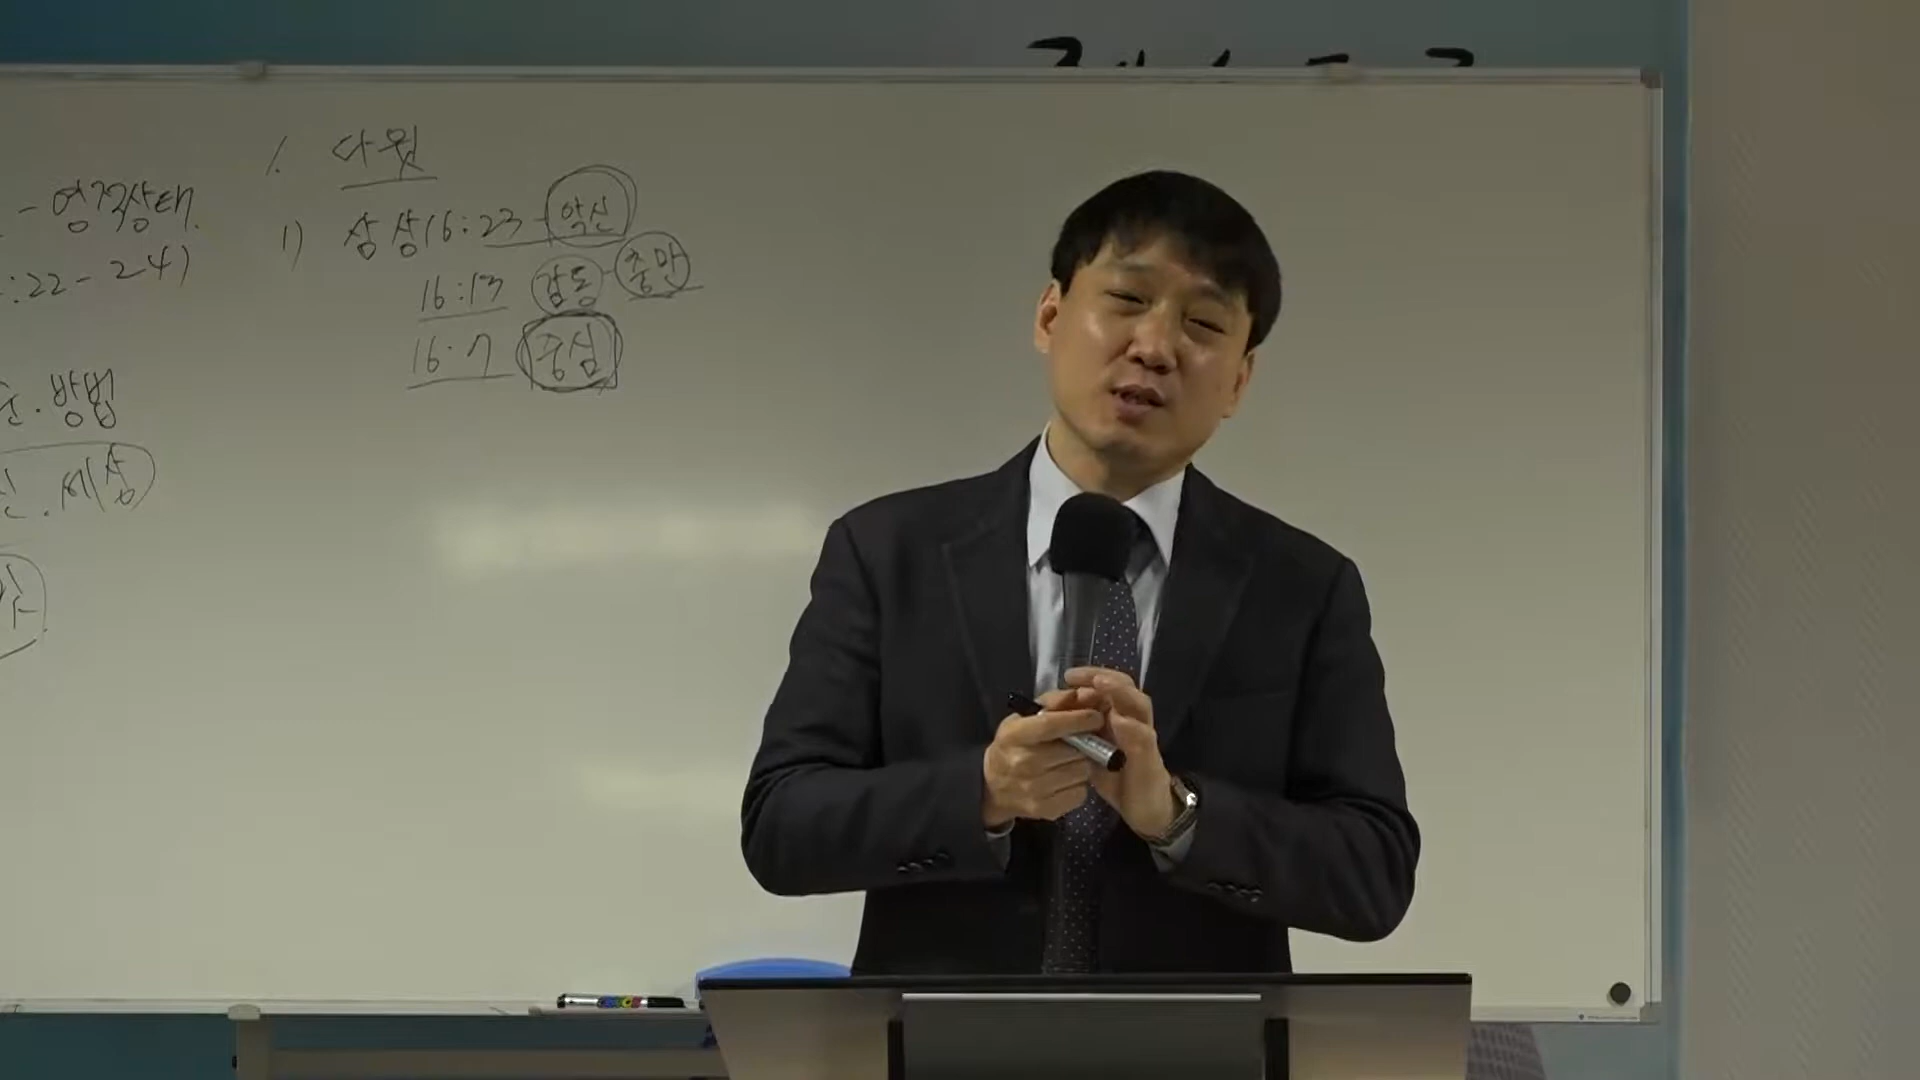 - 영적상태.
:22-24)
. 방법
. 세상
1. 다윗
1) 삼상16:23 - 악신
16:13 감동 - 충만
16:7 중심